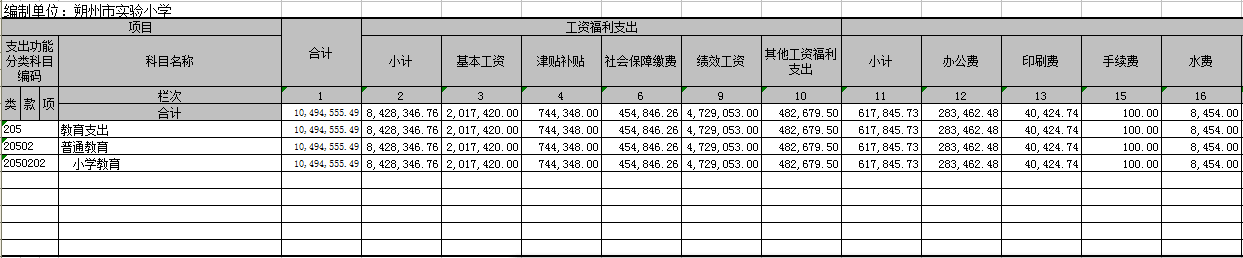 编制单位：朔州市实验小学
项目 合计 工资福利支出
支出功能分类科目编码 科目名称 小计 基本工资 津贴补贴 社会保障缴费 绩效工资 其他工资福利支出 小计 办公费 印刷费 手续费 水费
类 款 项 栏次 1 2 3 4 6 9 10 11 12 13 15 16
合计 10,494,555.49 8,428,346.76 2,017,420.00 744,348.00 454,846.26 4,729,053.00 482,679.50 617,845.73 283,462.48 40,424.74 100.00 8,454.00
205 教育支出 10,494,555.49 8,428,346.76 2,017,420.00 744,348.00 454,846.26 4,729,053.00 482,679.50 617,845.73 283,462.48 40,424.74 100.00 8,454.00
20502 普通教育 10,494,555.49 8,428,346.76 2,017,420.00 744,348.00 454,846.26 4,729,053.00 482,679.50 617,845.73 283,462.48 40,424.74 100.00 8,454.00
2050202 小学教育 10,494,555.49 8,428,346.76 2,017,420.00 744,348.00 454,846.26 4,729,053.00 482,679.50 617,845.73 283,462.48 40,424.74 100.00 8,454.00